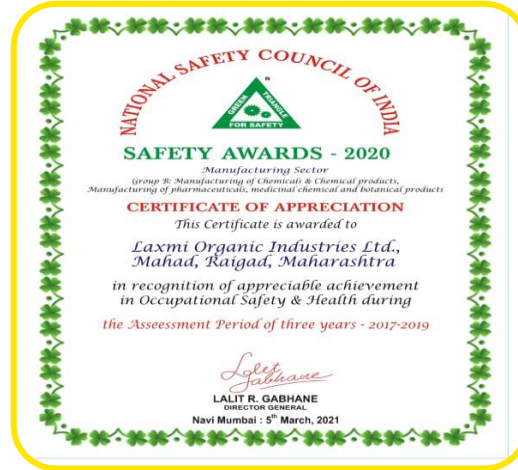 NATIONAL SAFETY COUNCIL OF INDIA
R
GREEN TRIANGLE
FOR SAFETY
SAFETY AWARDS - 2020
Manufacturing Sector
Group B: Manufacturing of Chemicals & Chemical products,
Manufacturing of pharmaceuticals, medicinal chemical and botanical products
CERTIFICATE OF APPRECIATION
This Certificate is awarded to
Laxmi Organic Industries Ltd.,
Mahad, Raigad, Maharashtra
in recognition of appreciable achievement
in Occupational Safety & Health during
the Asseessment Period of three years - 2017-2019
Lalit Gabhane
LALIT R. GABHANE
DIRECTOR GENERAL
Navi Mumbai : 5th March, 2021